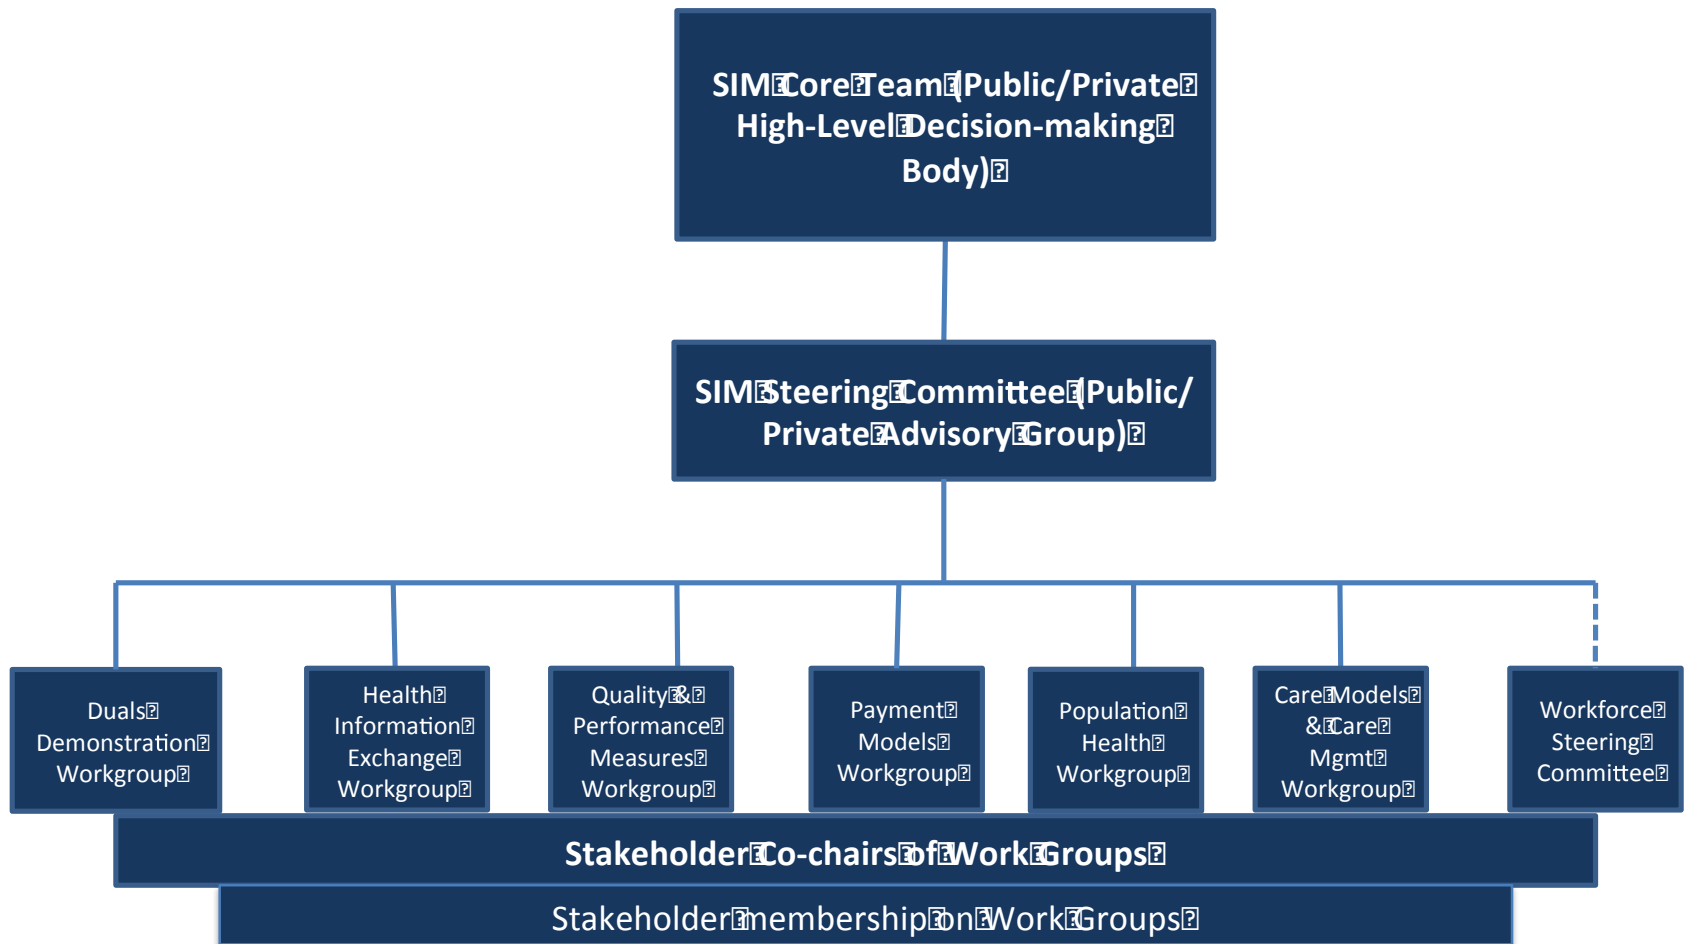 SIM Core Team (Public/Private
High-Level Decision-making
Body)
SIM Steering Committee (Public/
Private Advisory Group)
Duals
Demonstration
Workgroup
Health
Information
Exchange
Workgroup
Quality &
Performance
Measures
Workgroup
Payment
Models
Workgroup
Population
Health
Workgroup
Care Models
& Care
Mgmt
Workgroup
Workforce
Steering
Committee
Stakeholder Co-chairs of Work Groups
Stakeholder membership on Work Groups